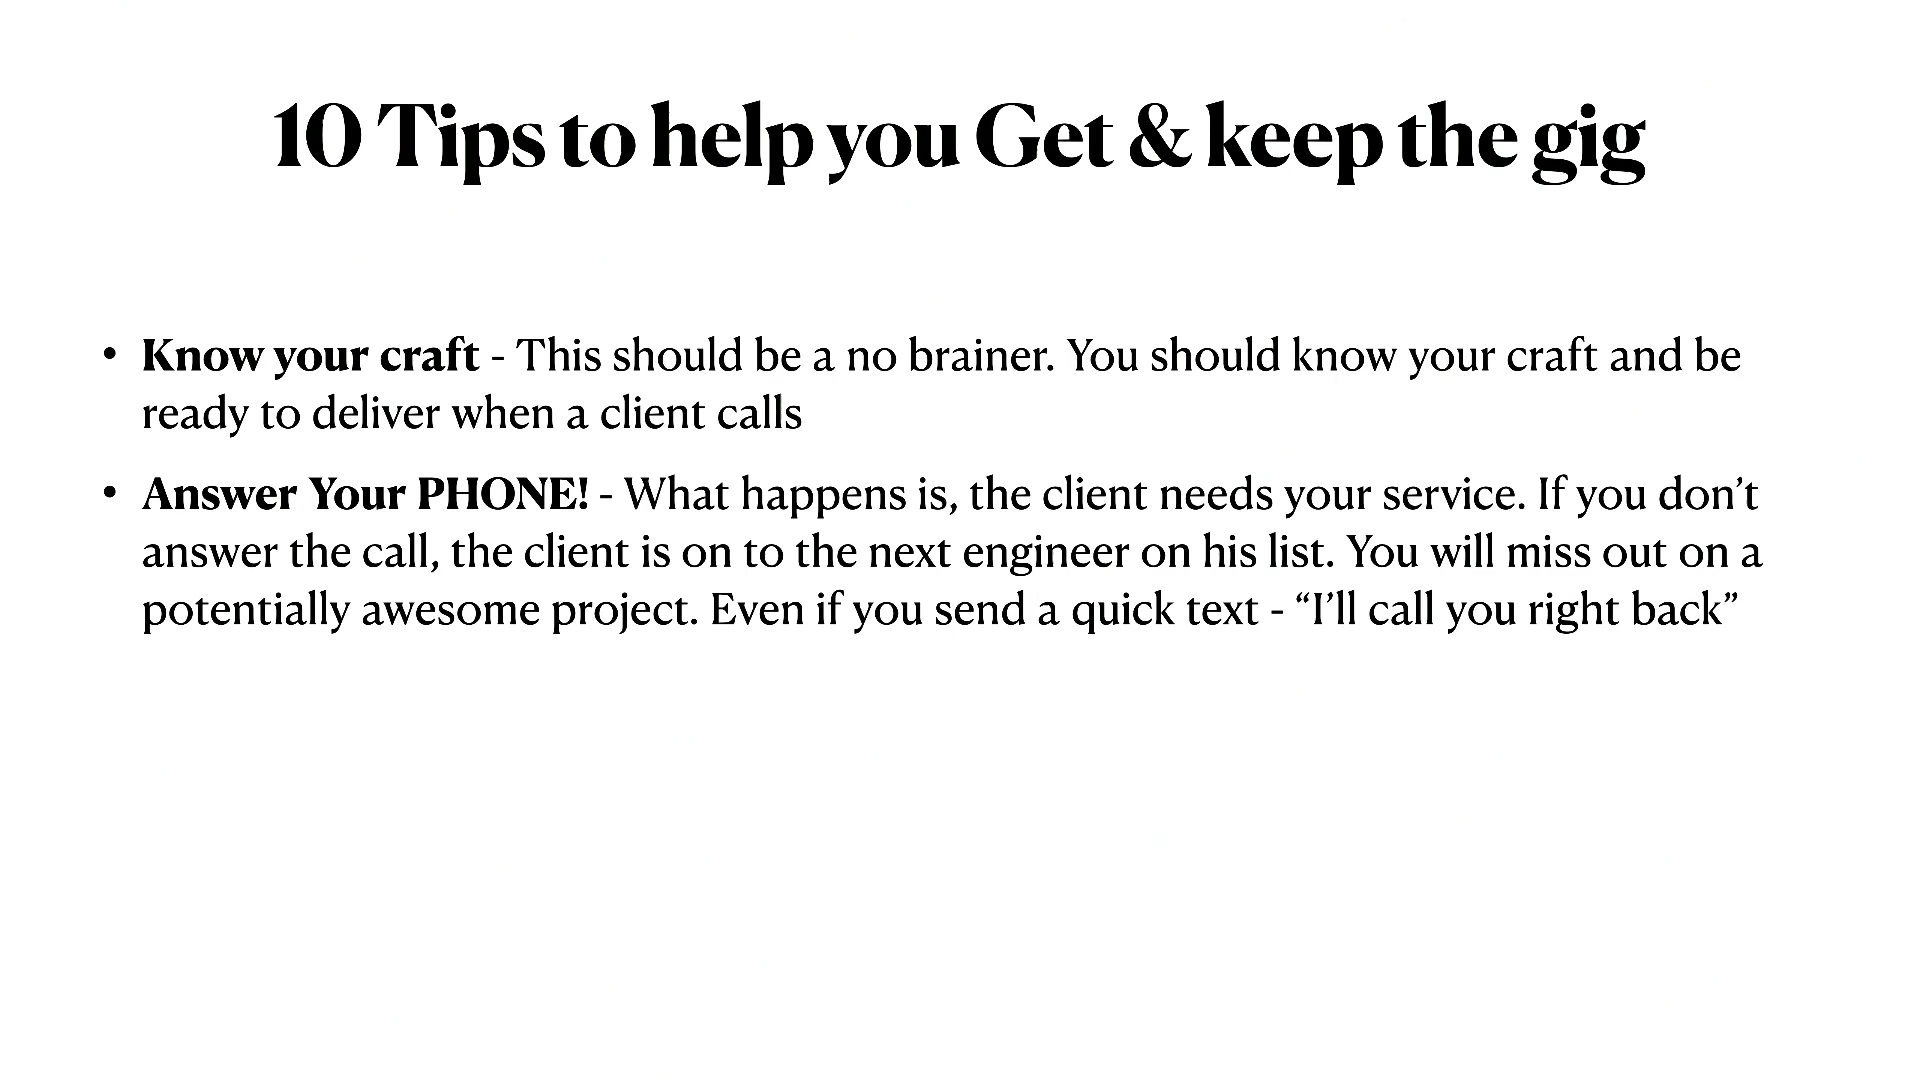 10 Tips to help you Get & keep the gig
• Know your craft - This should be a no brainer. You should know your craft and be
ready to deliver when a client calls
• Answer Your PHONE! - What happens is, the client needs your service. If you don’t
answer the call, the client is on to the next engineer on his list. You will miss out on a
potentially awesome project. Even if you send a quick text - “I’ll call you right back”